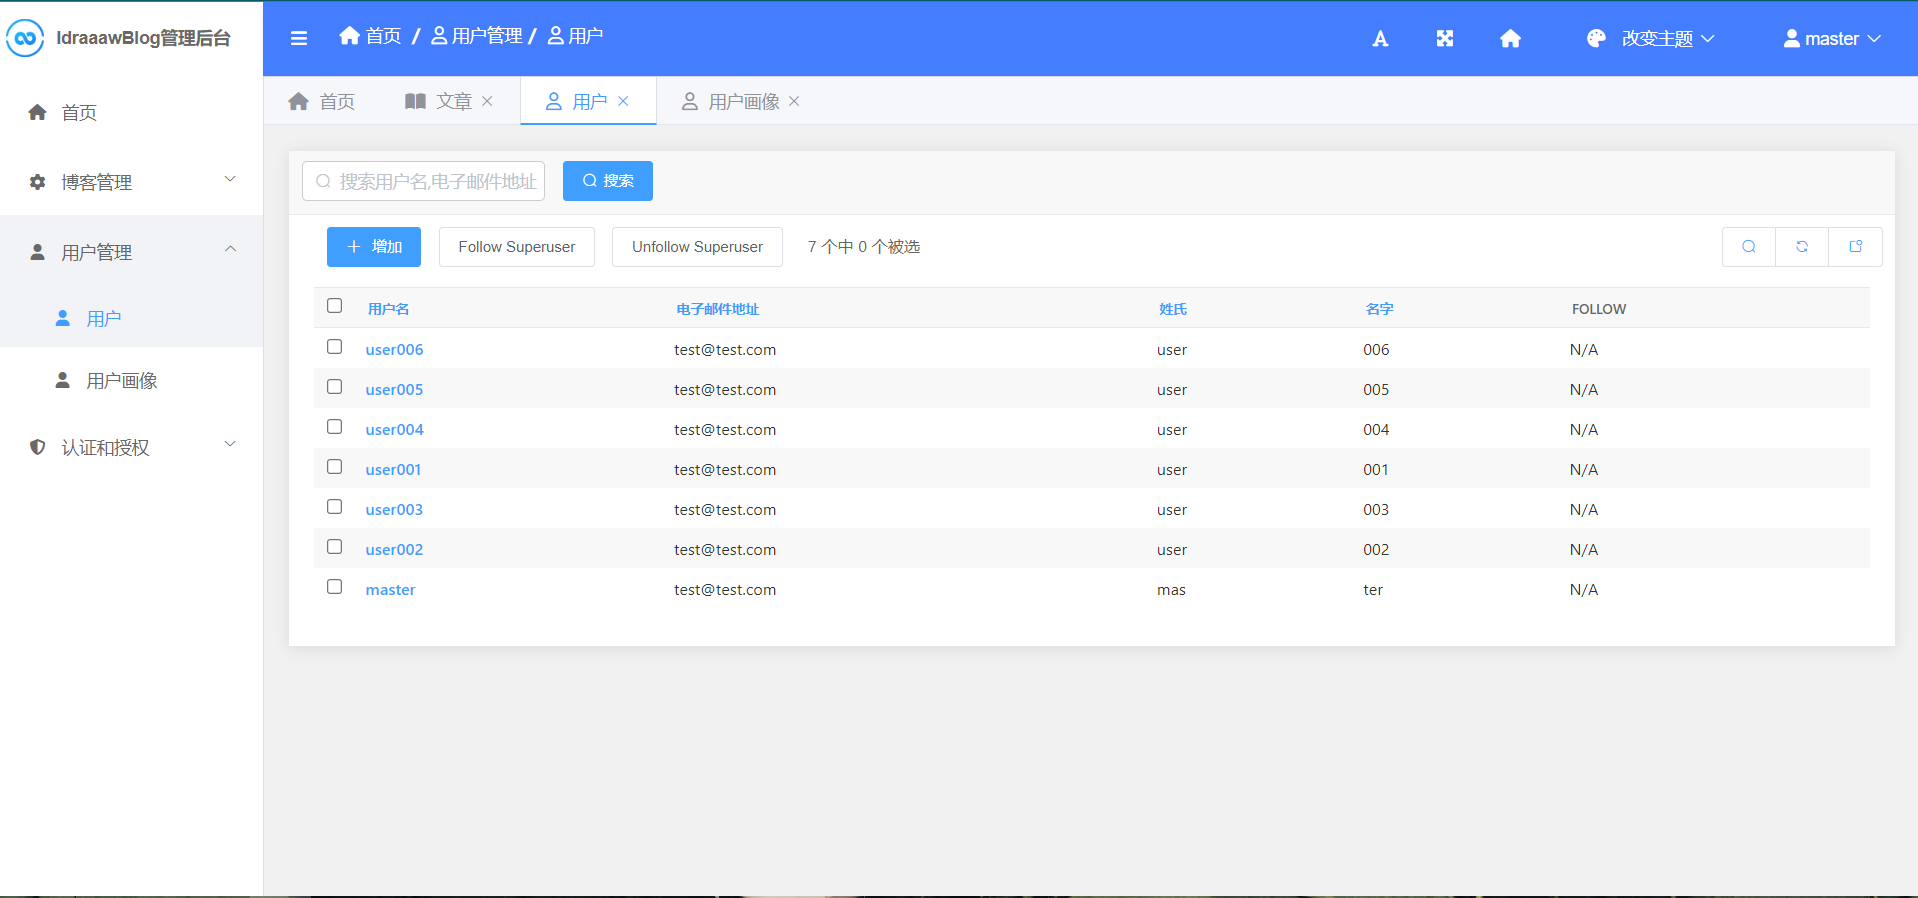 IdraaawBlog管理后台
首页 / 用户管理 / 用户
改变主题
master
首页
博客管理
用户管理
用户
用户画像
认证和授权
首页 文章 用户 用户画像
搜索用户名,电子邮件地址 搜索
增加 Follow Superuser Unfollow Superuser 7 个中 0 个被选
用户名 电子邮件地址 姓氏 名字 FOLLOW
user006 test@test.com user 006 N/A
user005 test@test.com user 005 N/A
user004 test@test.com user 004 N/A
user001 test@test.com user 001 N/A
user003 test@test.com user 003 N/A
user002 test@test.com user 002 N/A
master test@test.com mas ter N/A